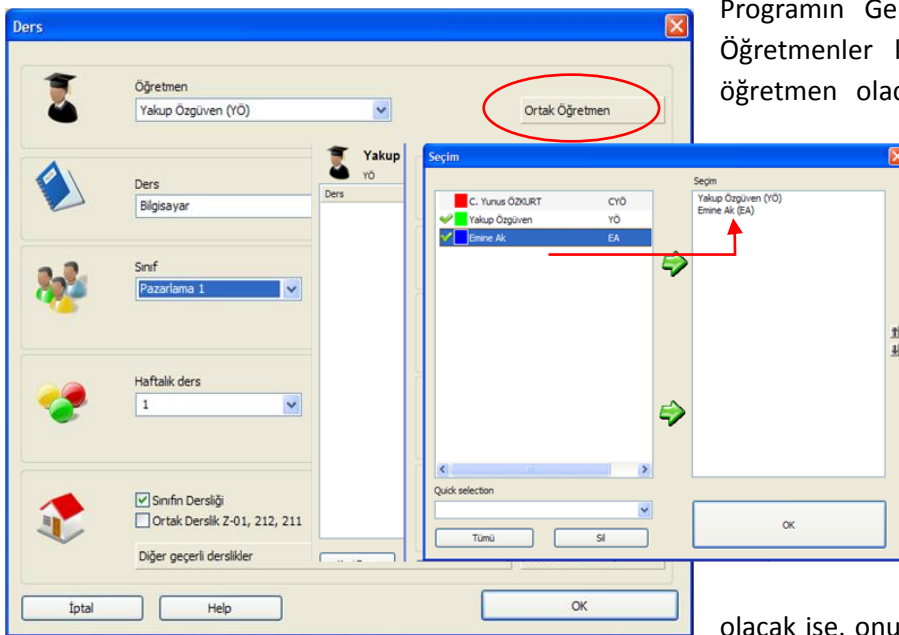 Programın
Öğretmenler
öğretmen
Ders
Öğretmen
Yakup Özgüven (YÖ)
Ortak Öğretmen
Ders
Bilgisayar
Sınıf
Pazarlama 1
Haftalık ders
1
Sınıfın Dersliği
Ortak Derslik Z-01, 212, 211
Diğer geçerli derslikler
İptal
Help
OK
Yakup
YÖ
Ders
Seçim
C. Yunus ÖZKURT CYÖ
Yakup Özgüven YÖ
Emine Ak EA
Quick selection
Tümü
Sil
Seçim
Yakup Özgüven (YÖ)
Emine Ak (EA)
OK
olacak ise,